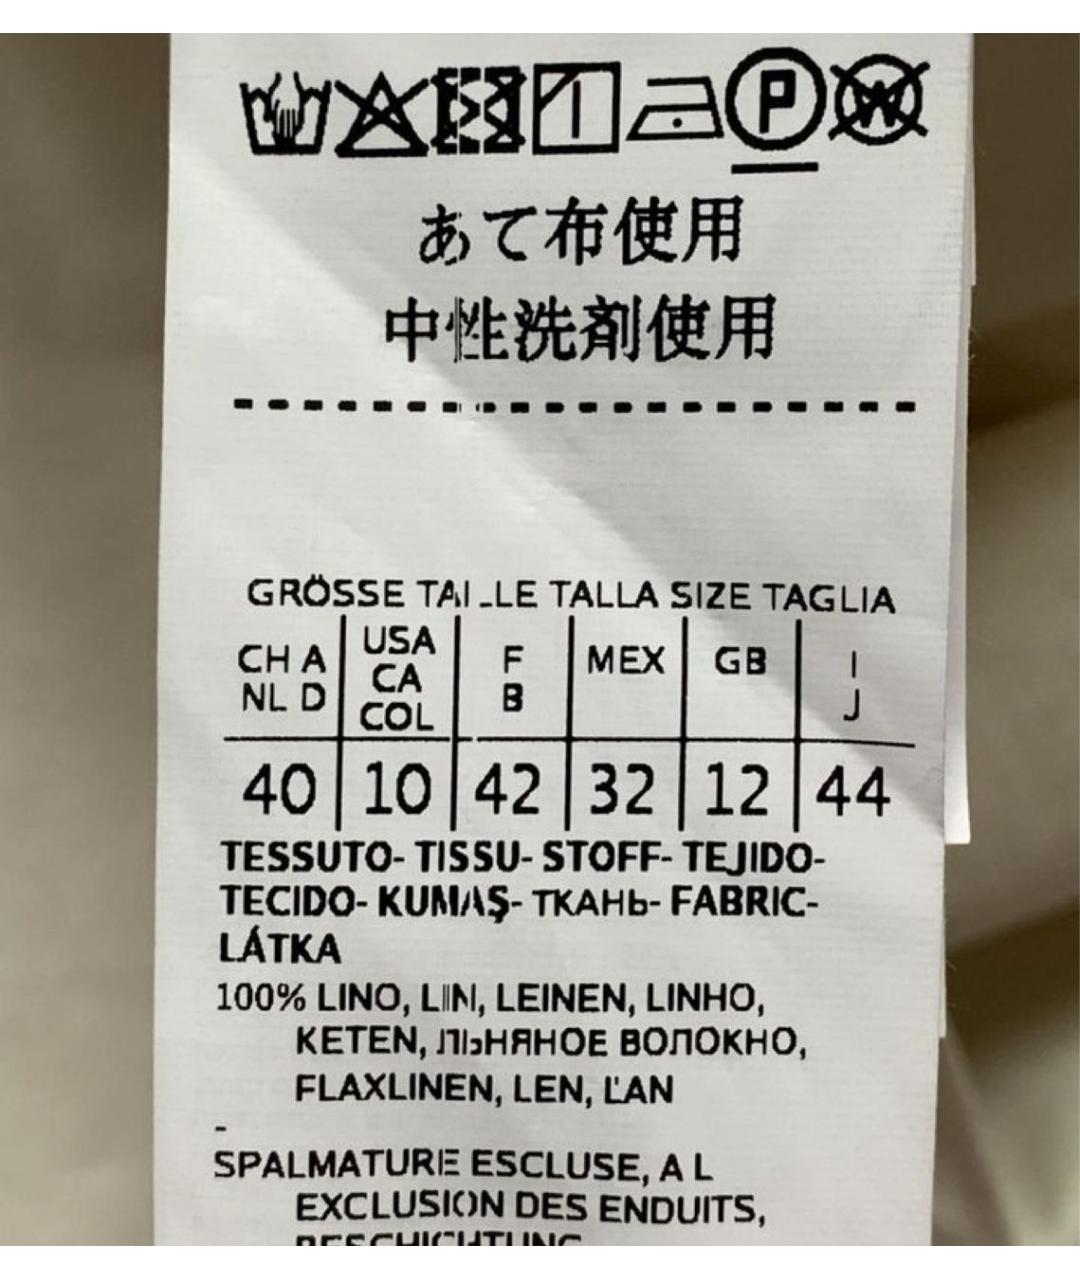 P W
あて布使用
中性洗剤使用
GRÖSSE TAILLE TALLA SIZE TAGLIA
CH A NL D | USA CA COL | F B | MEX | GB | I J
40 | 10 | 42 | 32 | 12 | 44
TESSUTO- TISSU- STOFF- TEJIDO-
TECIDO- KUMAŞ- ТКАНЬ- FABRIC-
LÁTKA
100% LINO, LIN, LEINEN, LINHO,
KETEN, ЛЬНЯНОЕ ВОЛОКНО,
FLAXLINEN, LEN, ĽAN
-
SPALMATURE ESCLUSE, A L
EXCLUSION DES ENDUITS,
BESCHICHTUNG